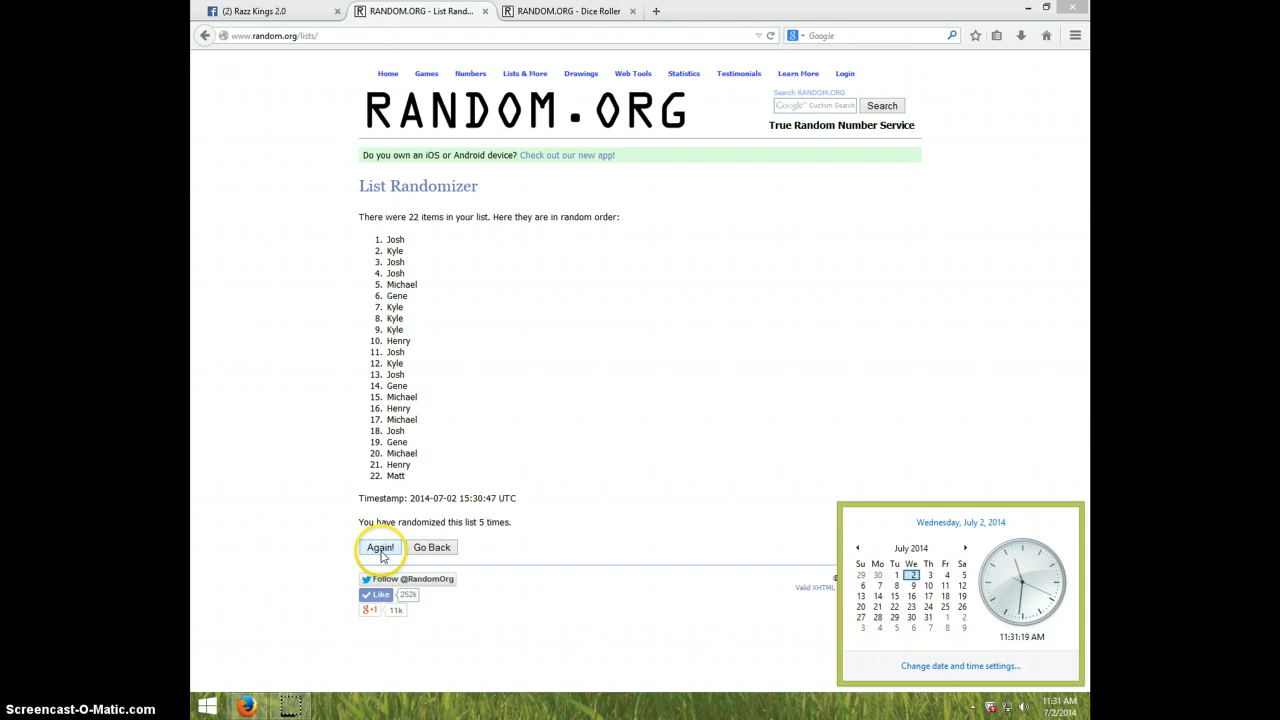 (2) Razz Kings 2.0
RANDOM.ORG - List Rand...
RANDOM.ORG - Dice Roller
www.random.org/lists/
Google
Home Games Numbers Lists & More Drawings Web Tools Statistics Testimonials Learn More Login
Search RANDOM.ORG
RANDOM.ORG
Google™ Custom Search
Search
True Random Number Service
Do you own an iOS or Android device? Check out our new app!
List Randomizer
There were 22 items in your list. Here they are in random order:
1. Josh
2. Kyle
3. Josh
4. Josh
5. Michael
6. Gene
7. Kyle
8. Kyle
9. Kyle
10. Henry
11. Josh
12. Kyle
13. Josh
14. Gene
15. Michael
16. Henry
17. Michael
18. Josh
19. Gene
20. Michael
21. Henry
22. Matt
Timestamp: 2014-07-02 15:30:47 UTC
You have randomized this list 5 times.
Again! Go Back
Follow @RandomOrg
Like 252k
g+1 11k
Valid XHTML
Wednesday, July 2, 2014
July 2014
Su Mo Tu We Th Fr Sa
29 30 1 2 3 4 5
6 7 8 9 10 11 12
13 14 15 16 17 18 19
20 21 22 23 24 25 26
27 28 29 30 31 1 2
3 4 5 6 7 8 9
11:31:19 AM
Change date and time settings...
11:31 AM
7/2/2014
Screencast-O-Matic.com